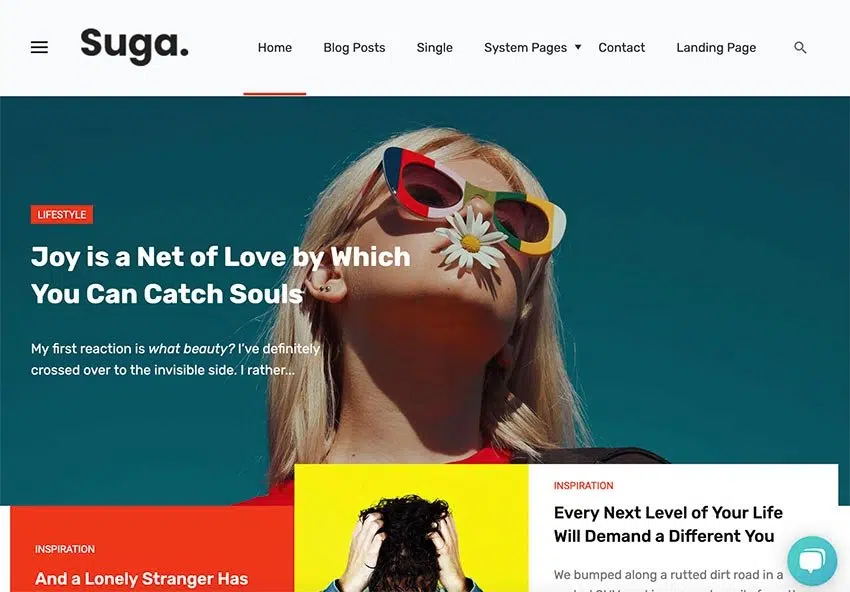 Suga.
Home
Blog Posts
Single
System Pages
Contact
Landing Page
LIFESTYLE
Joy is a Net of Love by Which
You Can Catch Souls
My first reaction is what beauty? I've definitely
crossed over to the invisible side. I rather...
INSPIRATION
And a Lonely Stranger Has
INSPIRATION
Every Next Level of Your Life
Will Demand a Different You
We bumped along a rutted dirt road in a